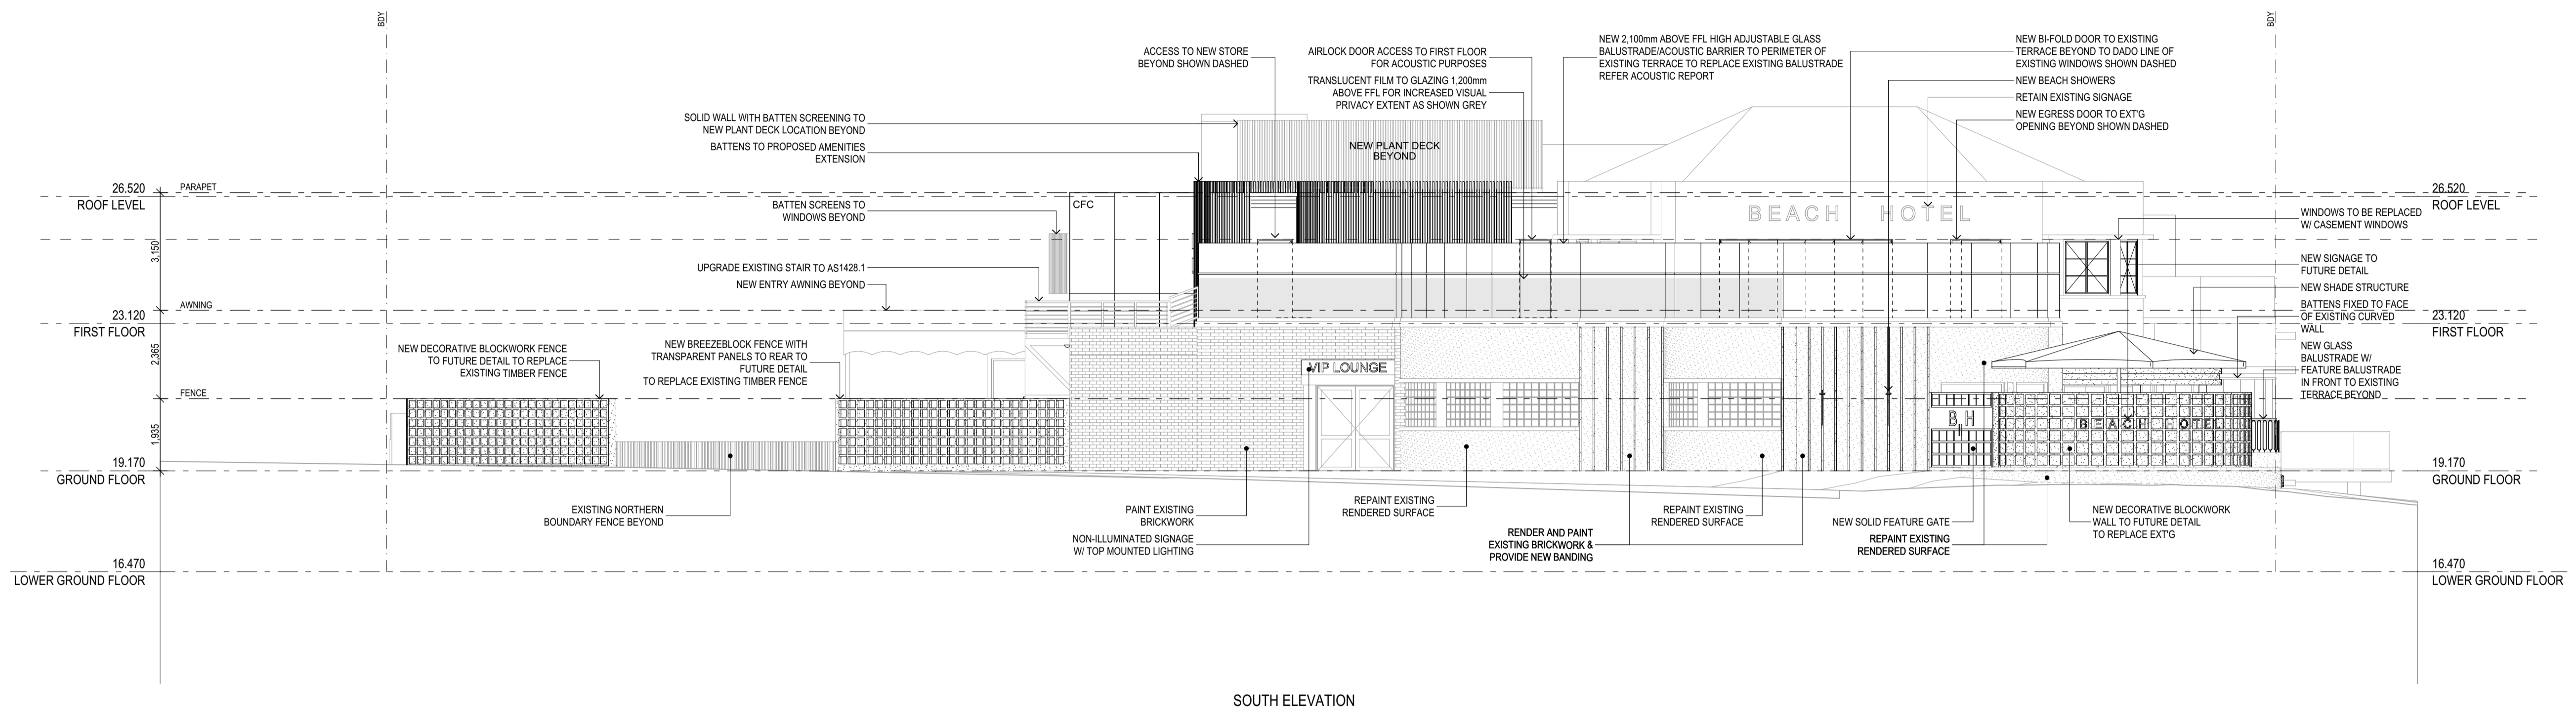 BDY
BDY
ACCESS TO NEW STORE
BEYOND SHOWN DASHED
AIRLOCK DOOR ACCESS TO FIRST FLOOR
FOR ACOUSTIC PURPOSES
TRANSLUCENT FILM TO GLAZING 1,200mm
ABOVE FFL FOR INCREASED VISUAL
PRIVACY EXTENT AS SHOWN GREY
NEW 2,100mm ABOVE FFL HIGH ADJUSTABLE GLASS
BALUSTRADE/ACOUSTIC BARRIER TO PERIMETER OF
EXISTING TERRACE TO REPLACE EXISTING BALUSTRADE
REFER ACOUSTIC REPORT
NEW BI-FOLD DOOR TO EXISTING
TERRACE BEYOND TO DADO LINE OF
EXISTING WINDOWS SHOWN DASHED
NEW BEACH SHOWERS
RETAIN EXISTING SIGNAGE
NEW EGRESS DOOR TO EXT'G
OPENING BEYOND SHOWN DASHED
SOLID WALL WITH BATTEN SCREENING TO
NEW PLANT DECK LOCATION BEYOND
BATTENS TO PROPOSED AMENITIES
EXTENSION
NEW PLANT DECK
BEYOND
26.520
ROOF LEVEL
PARAPET
26.520
ROOF LEVEL
BATTEN SCREENS TO
WINDOWS BEYOND
CFC
BEACH HOTEL
WINDOWS TO BE REPLACED
W/ CASEMENT WINDOWS
3,150
UPGRADE EXISTING STAIR TO AS1428.1
NEW ENTRY AWNING BEYOND
NEW SIGNAGE TO
FUTURE DETAIL
NEW SHADE STRUCTURE
BATTENS FIXED TO FACE
OF EXISTING CURVED
WALL
NEW GLASS
BALUSTRADE W/
FEATURE BALUSTRADE
IN FRONT TO EXISTING
TERRACE BEYOND
AWNING
23.120
FIRST FLOOR
23.120
FIRST FLOOR
2,365
NEW DECORATIVE BLOCKWORK FENCE
TO FUTURE DETAIL TO REPLACE
EXISTING TIMBER FENCE
NEW BREEZEBLOCK FENCE WITH
TRANSPARENT PANELS TO REAR TO
FUTURE DETAIL
TO REPLACE EXISTING TIMBER FENCE
VIP LOUNGE
FENCE
BH
BEACH HOTEL
1,935
19.170
GROUND FLOOR
19.170
GROUND FLOOR
EXISTING NORTHERN
BOUNDARY FENCE BEYOND
PAINT EXISTING
BRICKWORK
NON-ILLUMINATED SIGNAGE
W/ TOP MOUNTED LIGHTING
REPAINT EXISTING
RENDERED SURFACE
RENDER AND PAINT
EXISTING BRICKWORK &
PROVIDE NEW BANDING
REPAINT EXISTING
RENDERED SURFACE
NEW SOLID FEATURE GATE
REPAINT EXISTING
RENDERED SURFACE
NEW DECORATIVE BLOCKWORK
WALL TO FUTURE DETAIL
TO REPLACE EXT'G
16.470
LOWER GROUND FLOOR
16.470
LOWER GROUND FLOOR
SOUTH ELEVATION